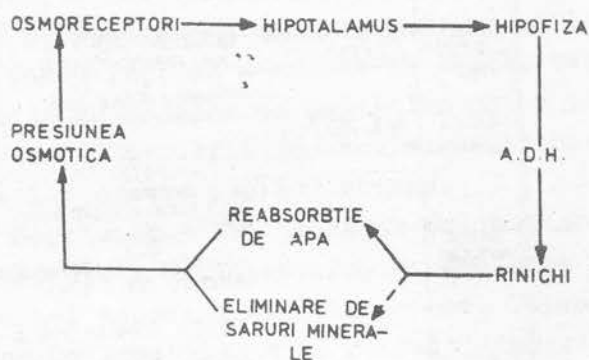 OSMORECEPTORI HIPOTALAMUS HIPOFIZA
PRESIUNEA
OSMOTICA
A.D.H.
REABSORBTIE
DE APA
RINICHI
ELIMINARE DE
SARURI MINERA-
LE